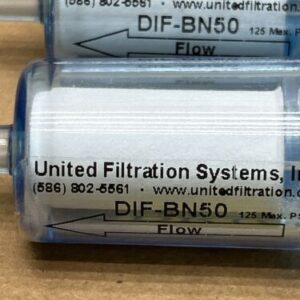 (586) 802-5561 · www.unitedfiltration.
DIF-BN50 125 Max. P
Flow
United Filtration Systems, In
(586) 802-5561 · www.unitedfiltration.c
DIF-BN50 125 Max. PS
Flow